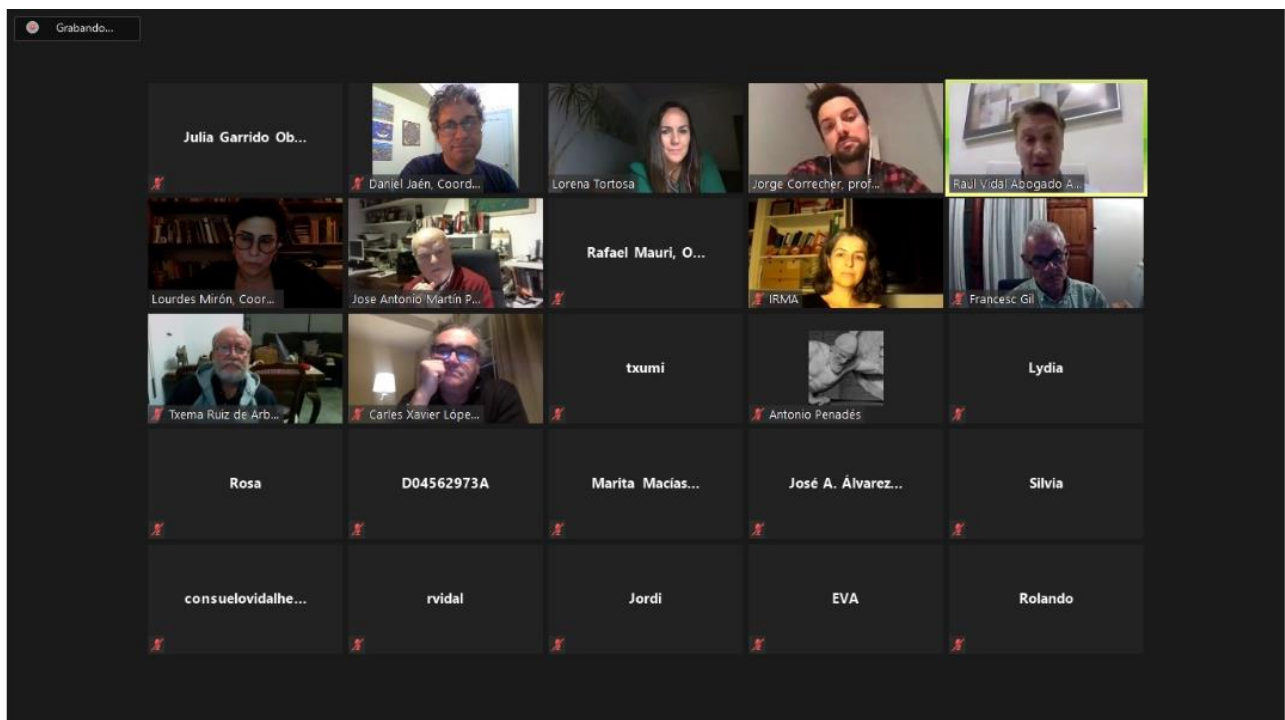 Grabando...
Julia Garrido Ob...
Daniel Jaén, Coord...
Lorena Tortosa
Jorge Correcher, prof...
Raúl Vidal Abogado A...
Lourdes Mirón, Coor...
Jose Antonio Martín P...
Rafael Mauri, O...
IRMA
Francesc Gil
Txema Ruiz de Arb...
Carles Xavier Lópe...
txumi
Antonio Penadés
Lydia
Rosa
D04562973A
Marita Macías...
José A. Álvarez...
Silvia
consuelovidalhe...
rvidal
Jordi
EVA
Rolando